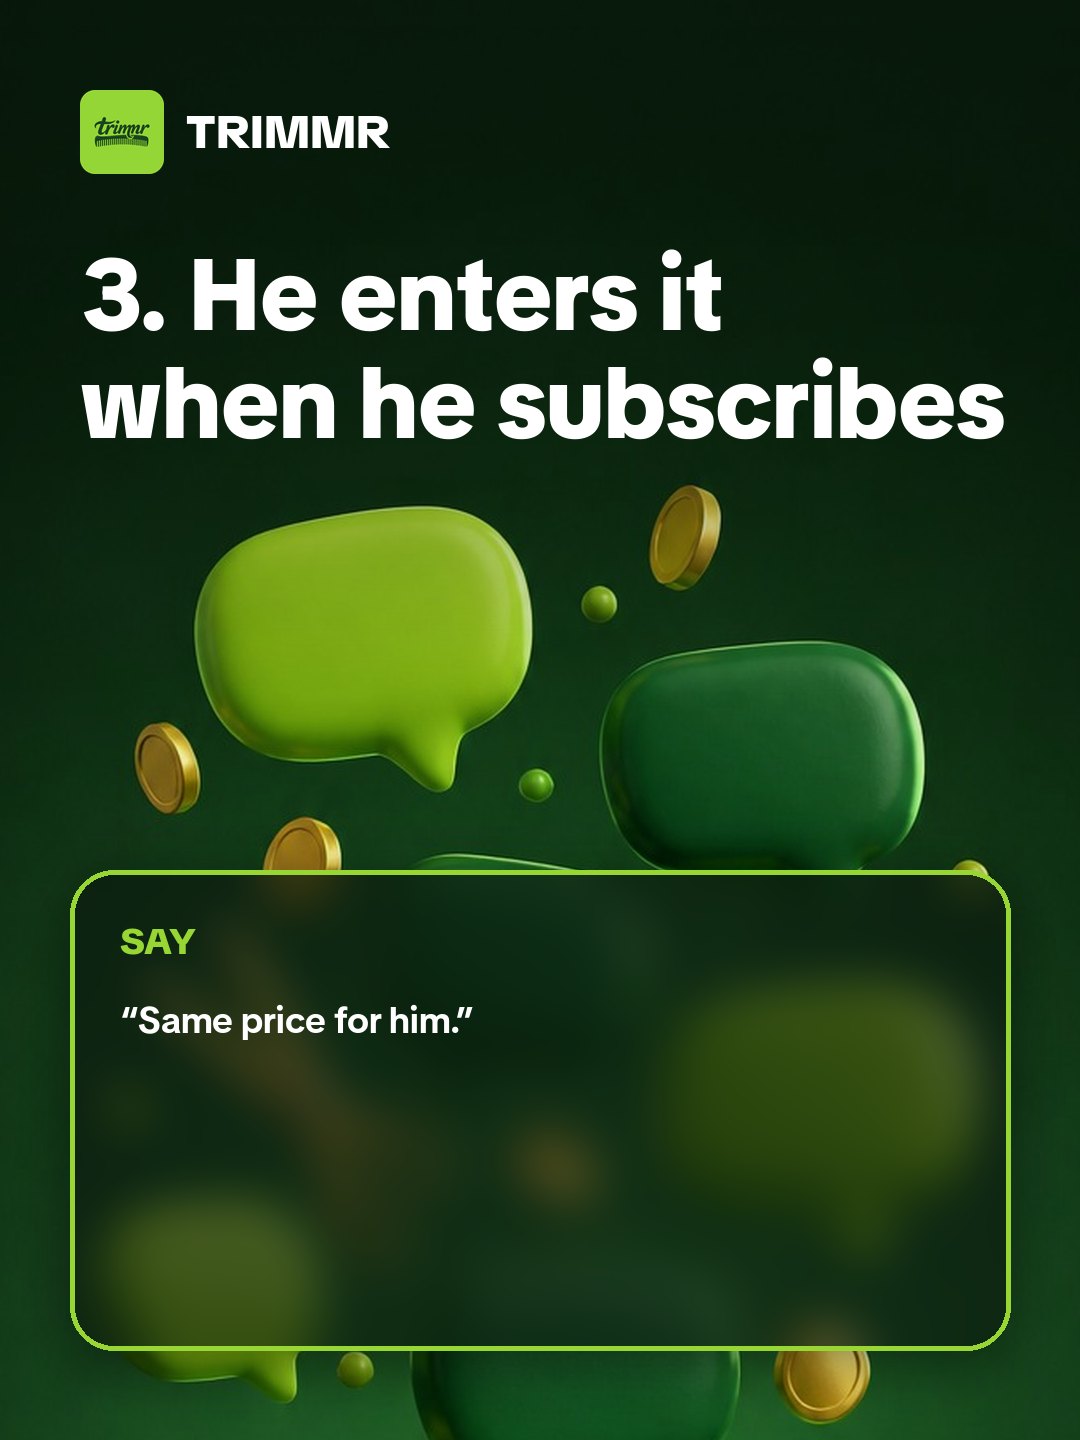 trimmr
TRIMMR
3. He enters it
when he subscribes
SAY
“Same price for him.”